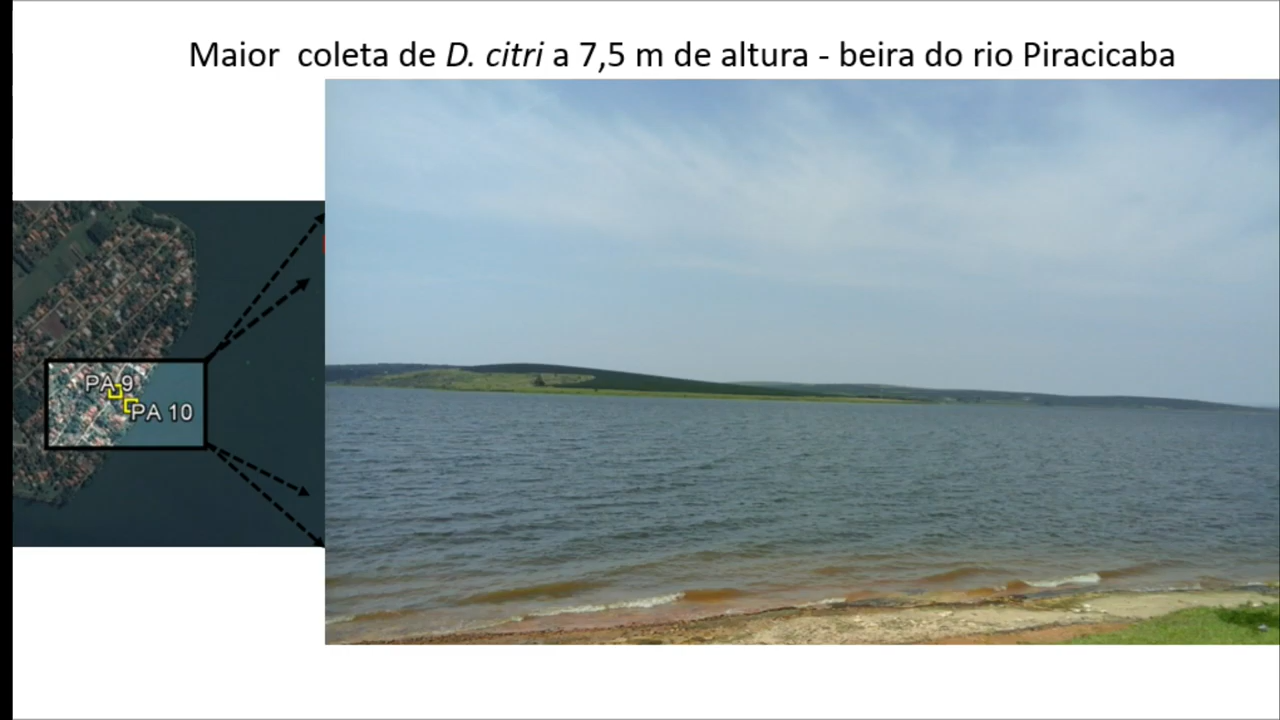 Maior coleta de D. citri a 7,5 m de altura - beira do rio Piracicaba
PA 9
PA 10